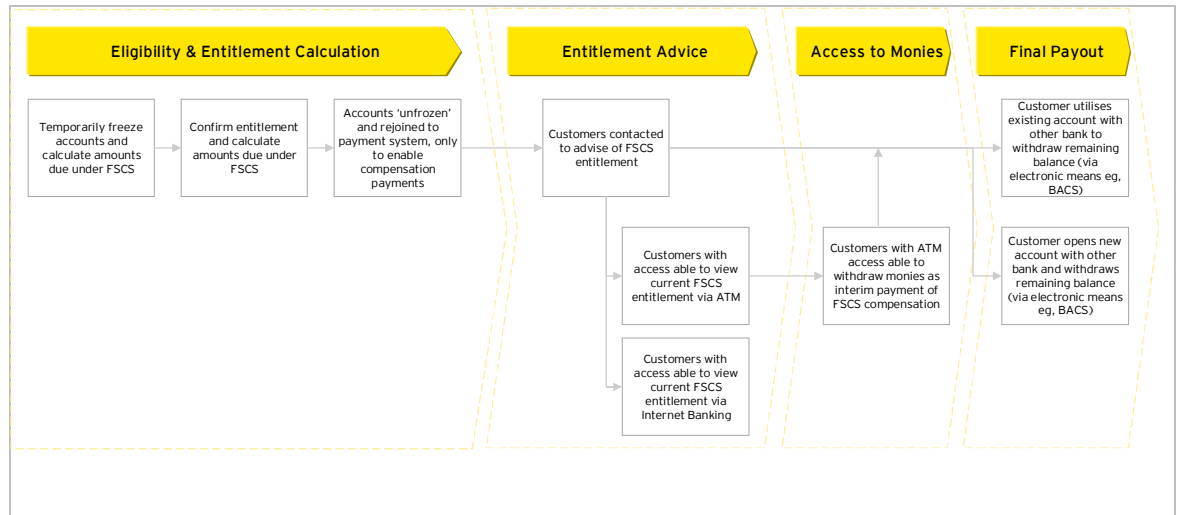 Eligibility & Entitlement Calculation
Entitlement Advice
Access to Monies
Final Payout
Temporarily freeze
accounts and
calculate amounts
due under FSCS
Confirm entitlement
and calculate
amounts due under
FSCS
Accounts ‘unfrozen’
and rejoined to
payment system, only
to enable
compensation
payments
Customers contacted
to advise of FSCS
entitlement
Customer utilises
existing account with
other bank to
withdraw remaining
balance (via
electronic means eg,
BACS)
Customers with
access able to view
current FSCS
entitlement via ATM
Customers with ATM
access able to
withdraw monies as
interim payment of
FSCS compensation
Customer opens new
account with other
bank and withdraws
remaining balance
(via electronic means
eg, BACS)
Customers with
access able to view
current FSCS
entitlement via
Internet Banking